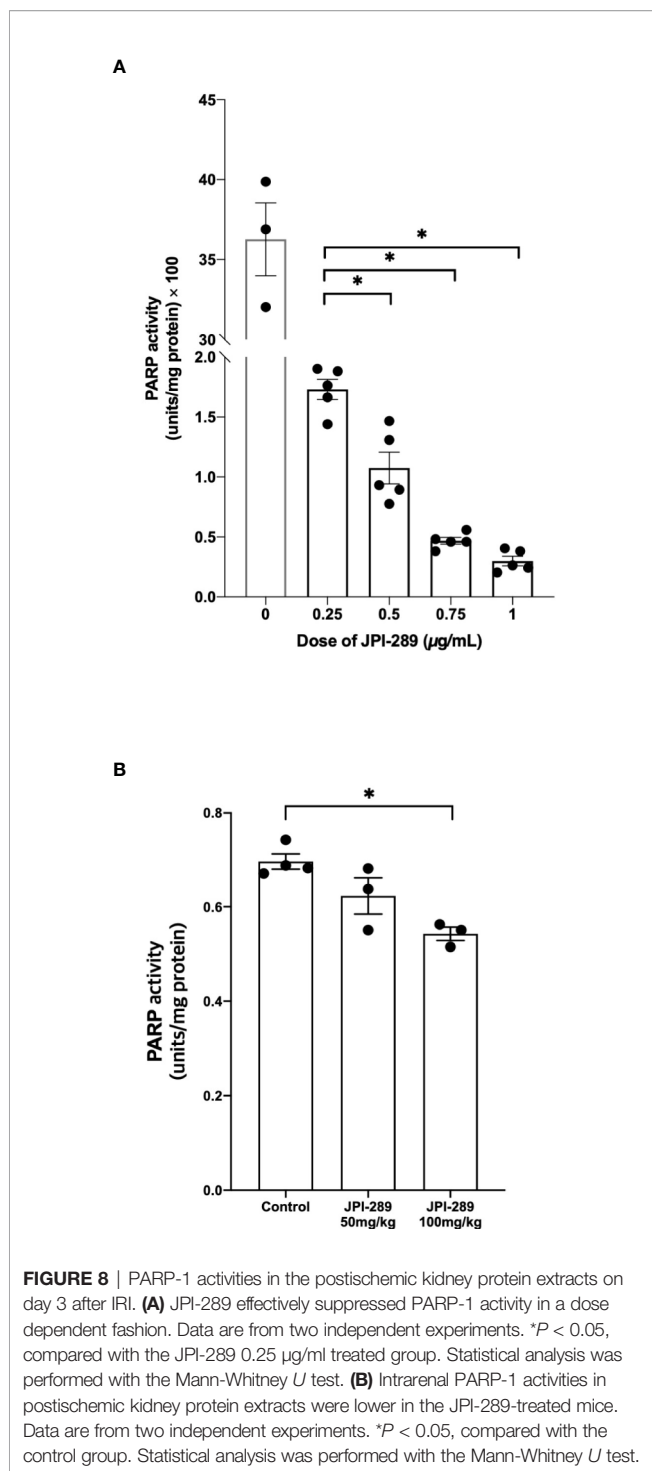 A
45
40
35
30
2.0
1.5
1.0
0.5
0.0
PARP activity
(units/mg protein) × 100
*
*
*
0 0.25 0.5 0.75 1
Dose of JPI-289 (µg/mL)
B
0.8
0.6
0.4
0.2
0.0
PARP activity
(units/mg protein)
*
Control JPI-289 JPI-289
50mg/kg 100mg/kg
FIGURE 8 | PARP-1 activities in the postischemic kidney protein extracts on
day 3 after IRI. (A) JPI-289 effectively suppressed PARP-1 activity in a dose
dependent fashion. Data are from two independent experiments. *P < 0.05,
compared with the JPI-289 0.25 µg/ml treated group. Statistical analysis was
performed with the Mann-Whitney U test. (B) Intrarenal PARP-1 activities in
postischemic kidney protein extracts were lower in the JPI-289-treated mice.
Data are from two independent experiments. *P < 0.05, compared with the
control group. Statistical analysis was performed with the Mann-Whitney U test.